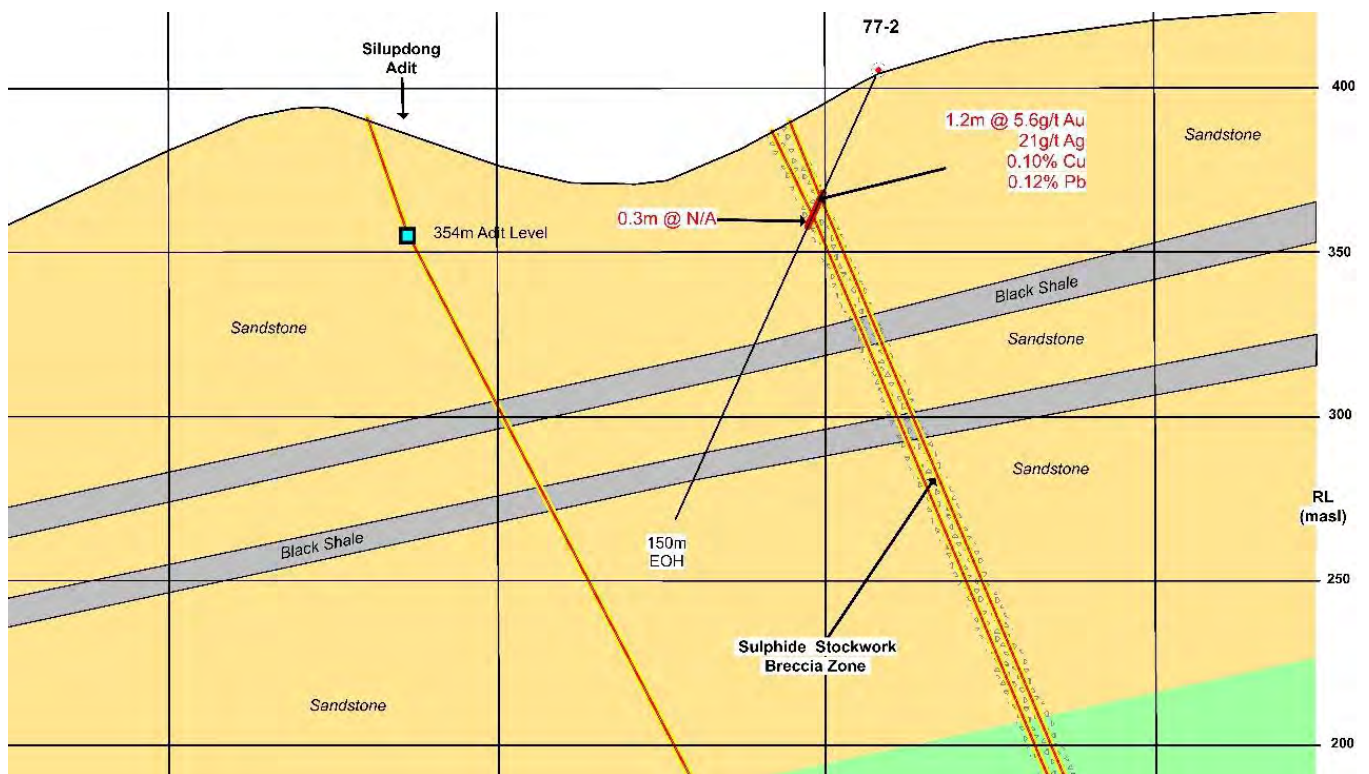 77-2
Silupdong
Adit
400
1.2m @ 5.6g/t Au
21g/t Ag
0.10% Cu
0.12% Pb
Sandstone
0.3m @ N/A
354m Adit Level
350
Black Shale
Sandstone
Sandstone
300
Sandstone
RL
(masl)
150m
EOH
Black Shale
250
Sulphide Stockwork
Breccia Zone
Sandstone
200